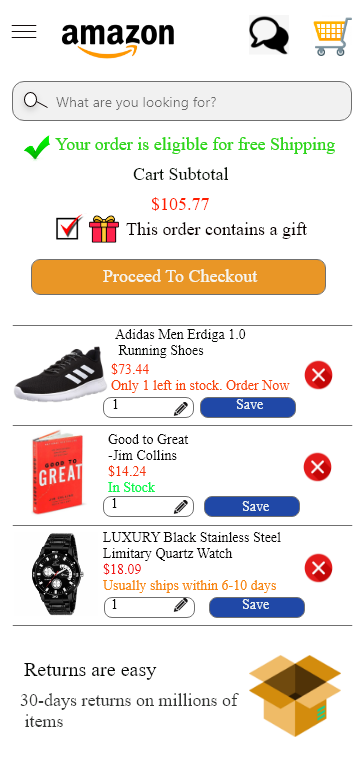 amazon
What are you looking for?
Your order is eligible for free Shipping
Cart Subtotal
$105.77
This order contains a gift
Proceed To Checkout
Adidas Men Erdiga 1.0
Running Shoes
$73.44
Only 1 left in stock. Order Now
1
Save
Good to Great
-Jim Collins
$14.24
In Stock
1
Save
GOOD TO
GREAT
LUXURY Black Stainless Steel
Limitary Quartz Watch
$18.09
Usually ships within 6-10 days
1
Save
Returns are easy
30-days returns on millions of
items